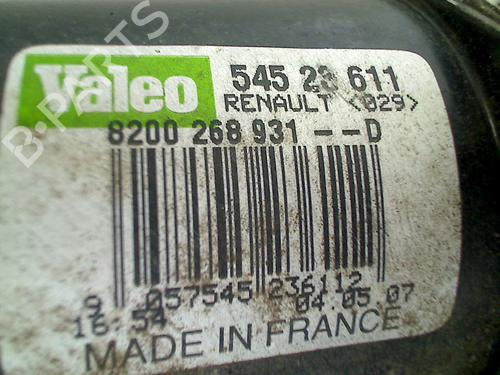 Valeo
545 23 611
RENAULT <029>
8200 268 931 -- D
9 057545 236112
16:54 04.05.07
MADE IN FRANCE
B-PARTS